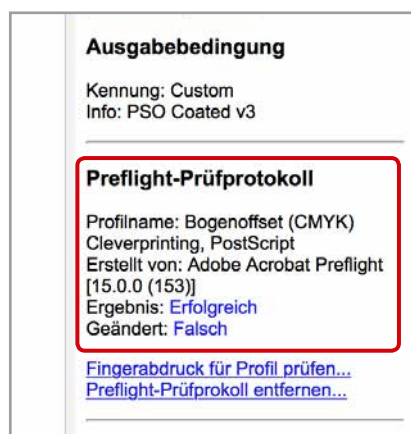 Ausgabebedingung
Kennung: Custom
Info: PSO Coated v3
Preflight-Prüfprotokoll
Profilname: Bogenoffset (CMYK)
Cleverprinting, PostScript
Erstellt von: Adobe Acrobat Preflight
[15.0.0 (153)]
Ergebnis: Erfolgreich
Geändert: Falsch
Fingerabdruck für Profil prüfen...
Preflight-Prüfprokoll entfernen...